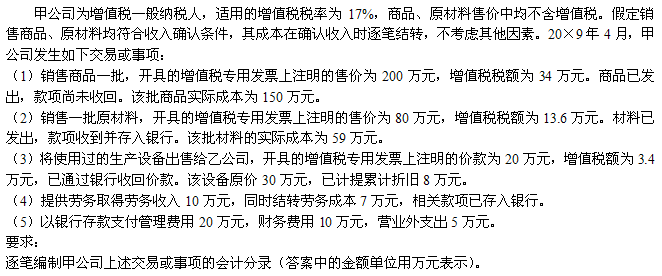 甲公司为增值税一般纳税人，适用的增值税税率为 17%，商品、原材料售价中均不含增值税。假定销
售商品、原材料均符合收入确认条件，其成本在确认收入时逐笔结转，不考虑其他因素。20×9 年 4 月，甲
公司发生如下交易或事项：
（1）销售商品一批，开具的增值税专用发票上注明的售价为 200 万元，增值税税额为 34 万元。商品已发
出，款项尚未收回。该批商品实际成本为 150 万元。
（2）销售一批原材料，开具的增值税专用发票上注明的售价为 80 万元，增值税税额为 13.6 万元。材料已
发出，款项收到并存入银行。该批材料的实际成本为 59 万元。
（3）将使用过的生产设备出售给乙公司，开具的增值税专用发票上注明的价款为 20 万元，增值税额为 3.4
万元，已通过银行收回价款。该设备原价 30 万元，已计提累计折旧 8 万元。
（4）提供劳务取得劳务收入 10 万元，同时结转劳务成本 7 万元，相关款项已存入银行。
（5）以银行存款支付管理费用 20 万元，财务费用 10 万元，营业外支出 5 万元。
要求：
逐笔编制甲公司上述交易或事项的会计分录（答案中的金额单位用万元表示）。